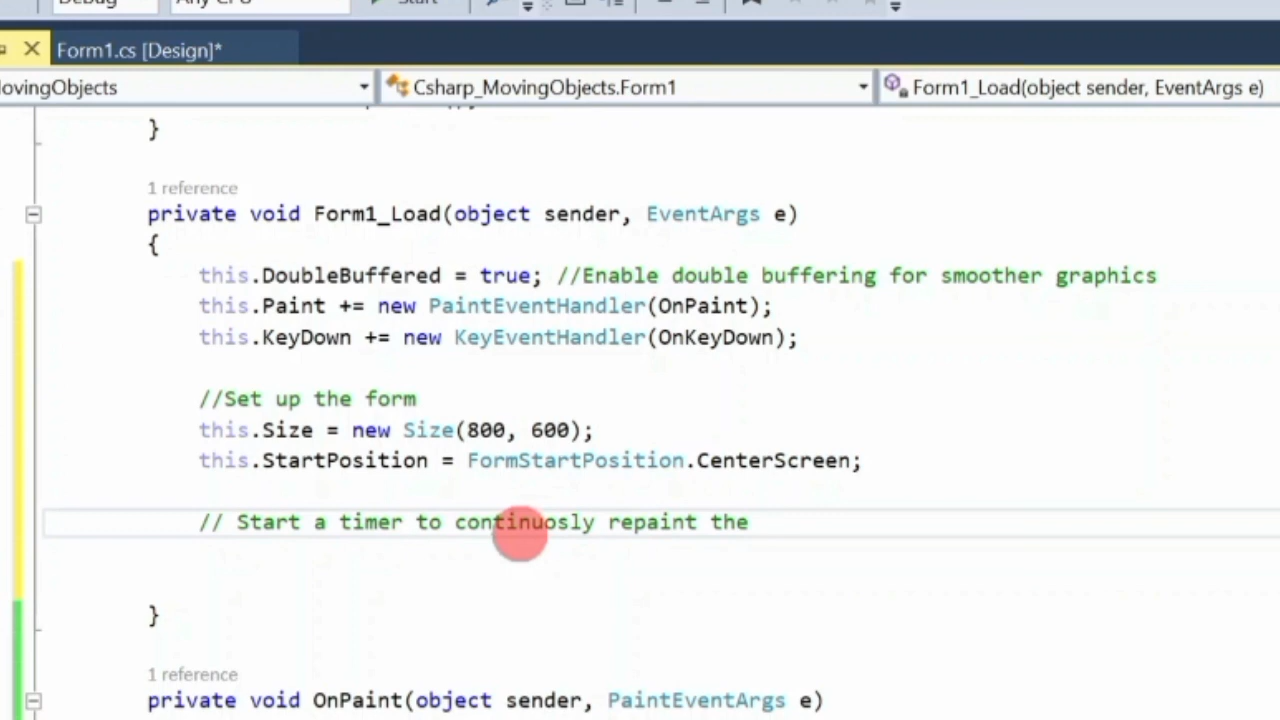 Form1.cs [Design]*
Csharp_MovingObjects.Form1
Form1_Load(object sender, EventArgs e)
}
1 reference
private void Form1_Load(object sender, EventArgs e)
{
this.DoubleBuffered = true; //Enable double buffering for smoother graphics
this.Paint += new PaintEventHandler(OnPaint);
this.KeyDown += new KeyEventHandler(OnKeyDown);
//Set up the form
this.Size = new Size(800, 600);
this.StartPosition = FormStartPosition.CenterScreen;
// Start a timer to continuosly repaint the
}
1 reference
private void OnPaint(object sender, PaintEventArgs e)